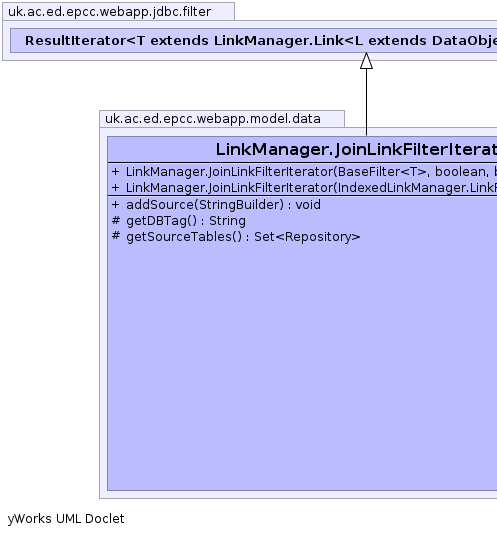 uk.ac.ed.epcc.webapp.jdbc.filter
ResultIterator<T extends LinkManager.Link<L extends DataObje
uk.ac.ed.epcc.webapp.model.data
LinkManager.JoinLinkFilterIterat
+ LinkManager.JoinLinkFilterIterator(BaseFilter<T>, boolean, b
+ LinkManager.JoinLinkFilterIterator(IndexedLinkManager.LinkF
+ addSource(StringBuilder) : void
# getDBTag() : String
# getSourceTables() : Set<Repository>
yWorks UML Doclet